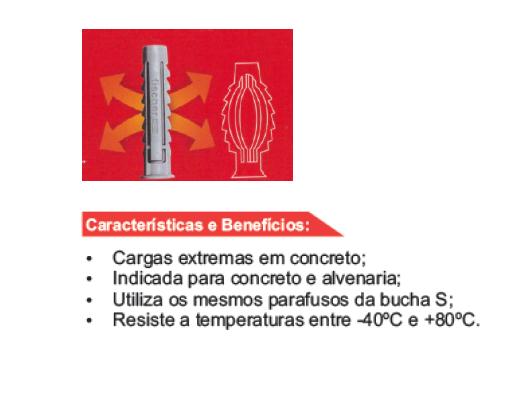 fischer
Características e Benefícios:
• Cargas extremas em concreto;
• Indicada para concreto e alvenaria;
• Utiliza os mesmos parafusos da bucha S;
• Resiste a temperaturas entre -40ºC e +80ºC.